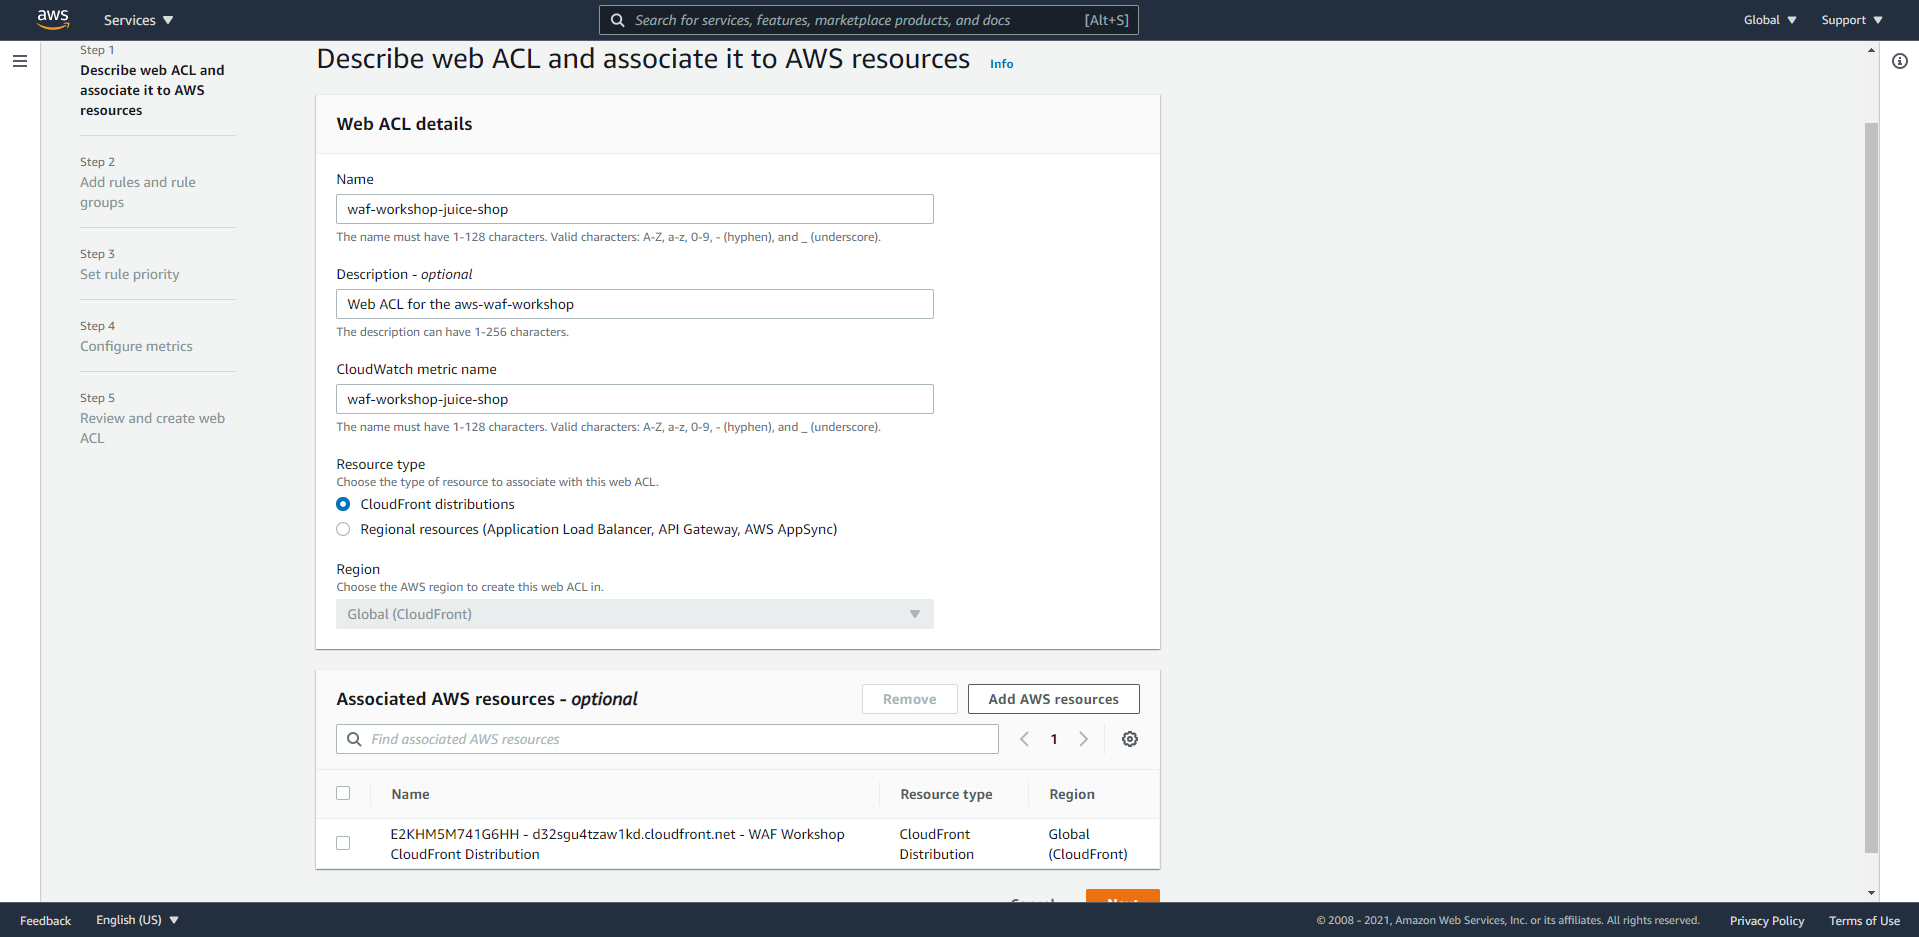 aws
Services
Search for services, features, marketplace products, and docs
[Alt+S]
Global
Support
Step 1
Describe web ACL and
associate it to AWS
resources
Step 2
Add rules and rule
groups
Step 3
Set rule priority
Step 4
Configure metrics
Step 5
Review and create web
ACL
Describe web ACL and associate it to AWS resources Info
Web ACL details
Name
waf-workshop-juice-shop
The name must have 1-128 characters. Valid characters: A-Z, a-z, 0-9, - (hyphen), and _ (underscore).
Description - optional
Web ACL for the aws-waf-workshop
The description can have 1-256 characters.
CloudWatch metric name
waf-workshop-juice-shop
The name must have 1-128 characters. Valid characters: A-Z, a-z, 0-9, - (hyphen), and _ (underscore).
Resource type
Choose the type of resource to associate with this web ACL.
CloudFront distributions
Regional resources (Application Load Balancer, API Gateway, AWS AppSync)
Region
Choose the AWS region to create this web ACL in.
Global (CloudFront)
Associated AWS resources - optional
Remove
Add AWS resources
Find associated AWS resources
1
Name
Resource type
Region
E2KHM5M741G6HH - d32sgu4tzaw1kd.cloudfront.net - WAF Workshop
CloudFront Distribution
CloudFront
Distribution
Global
(CloudFront)
Cancel
Next
Feedback
English (US)
© 2008 - 2021, Amazon Web Services, Inc. or its affiliates. All rights reserved.
Privacy Policy
Terms of Use